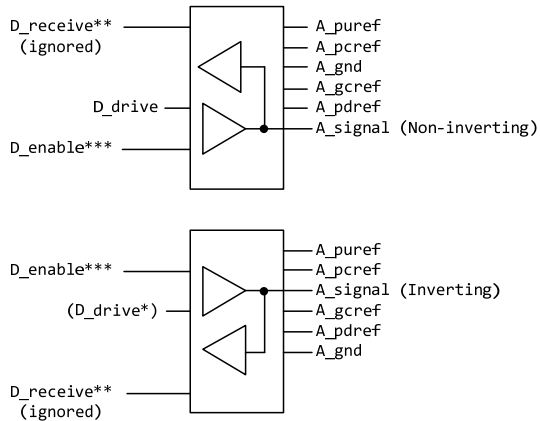 D_receive**
(ignored)
D_drive
D_enable***
A_puref
A_pcref
A_gnd
A_gcref
A_pdref
A_signal (Non-inverting)
D_enable***
(D_drive*)
D_receive**
(ignored)
A_puref
A_pcref
A_signal (Inverting)
A_gcref
A_pdref
A_gnd